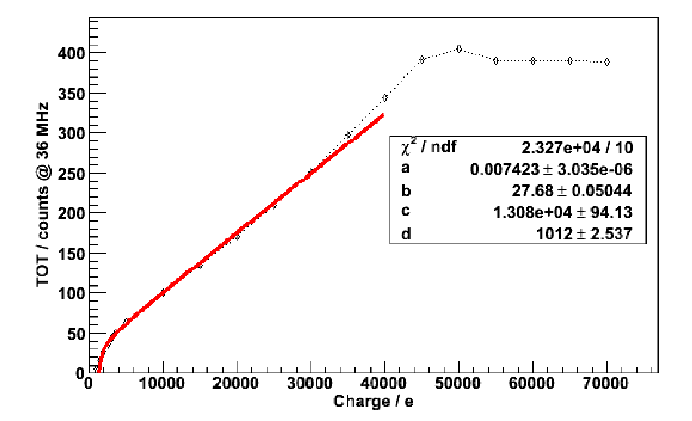 TOT / counts @ 36 MHz
400
350
300
250
200
150
100
50
0
χ² / ndf 2.327e+04 / 10
a 0.007423 ± 3.035e-06
b 27.68 ± 0.05044
c 1.308e+04 ± 94.13
d 1012 ± 2.537
0 10000 20000 30000 40000 50000 60000 70000
Charge / e